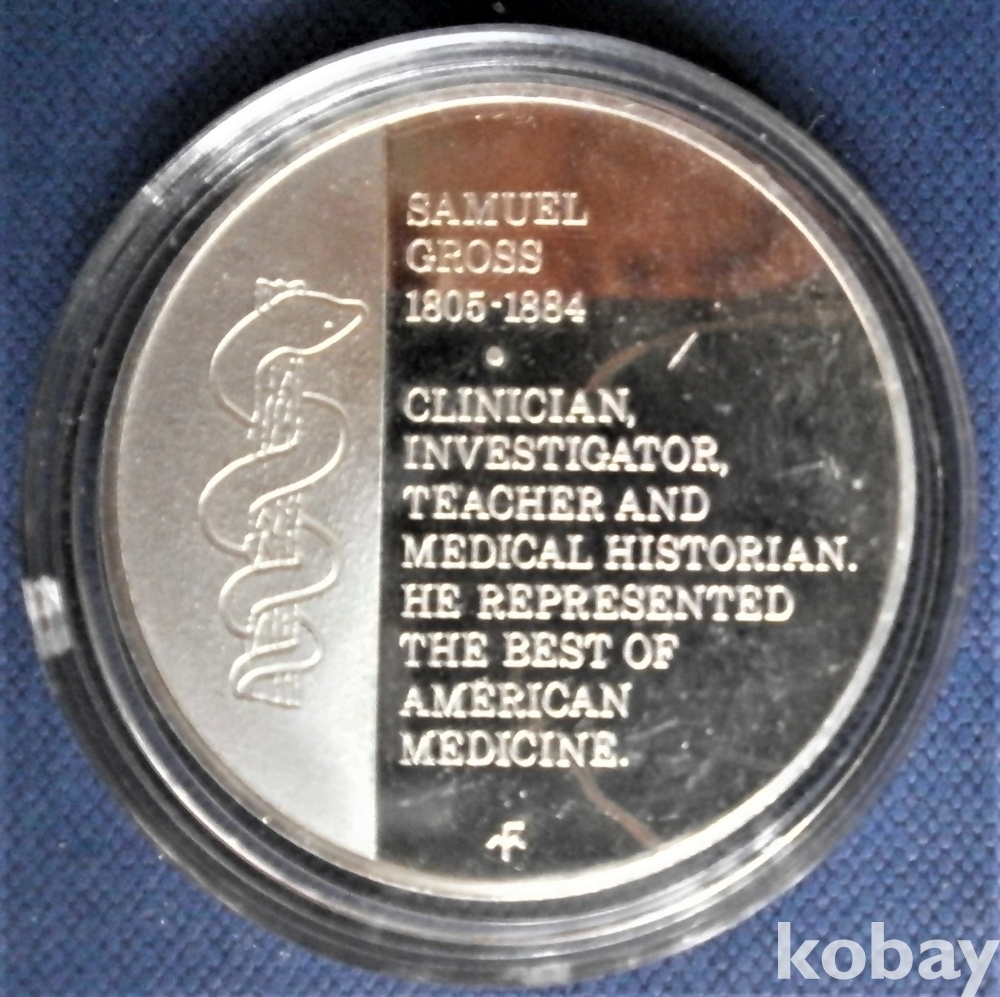 SAMUEL
GROSS
1805-1884
CLINICIAN,
INVESTIGATOR,
TEACHER AND
MEDICAL HISTORIAN.
HE REPRESENTED
THE BEST OF
AMERICAN
MEDICINE.
kobay